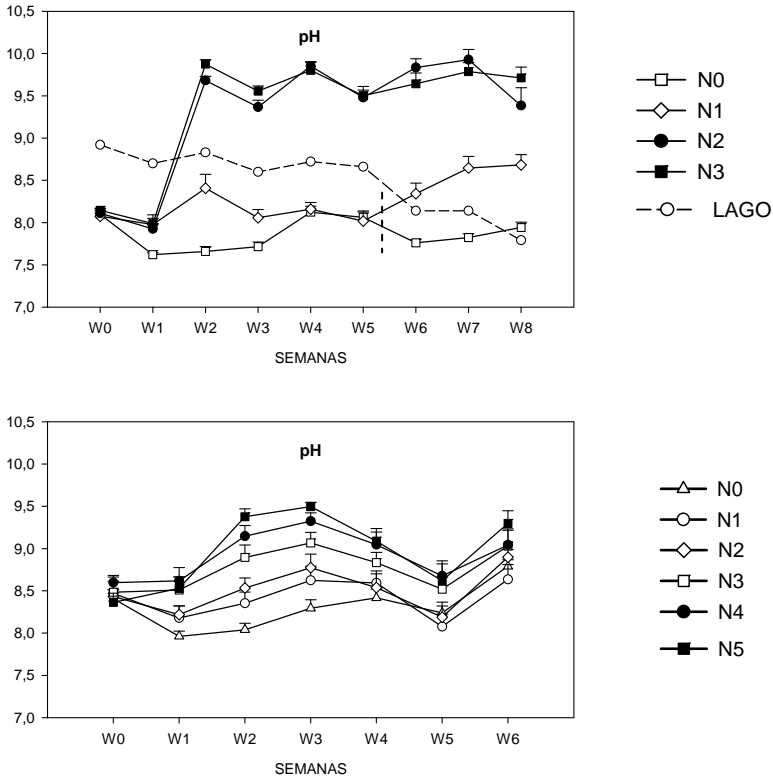 pH
10,5
10,0
9,5
9,0
8,5
8,0
7,5
7,0
W0 W1 W2 W3 W4 W5 W6 W7 W8
SEMANAS
N0
N1
N2
N3
LAGO
pH
10,5
10,0
9,5
9,0
8,5
8,0
7,5
7,0
W0 W1 W2 W3 W4 W5 W6
SEMANAS
N0
N1
N2
N3
N4
N5